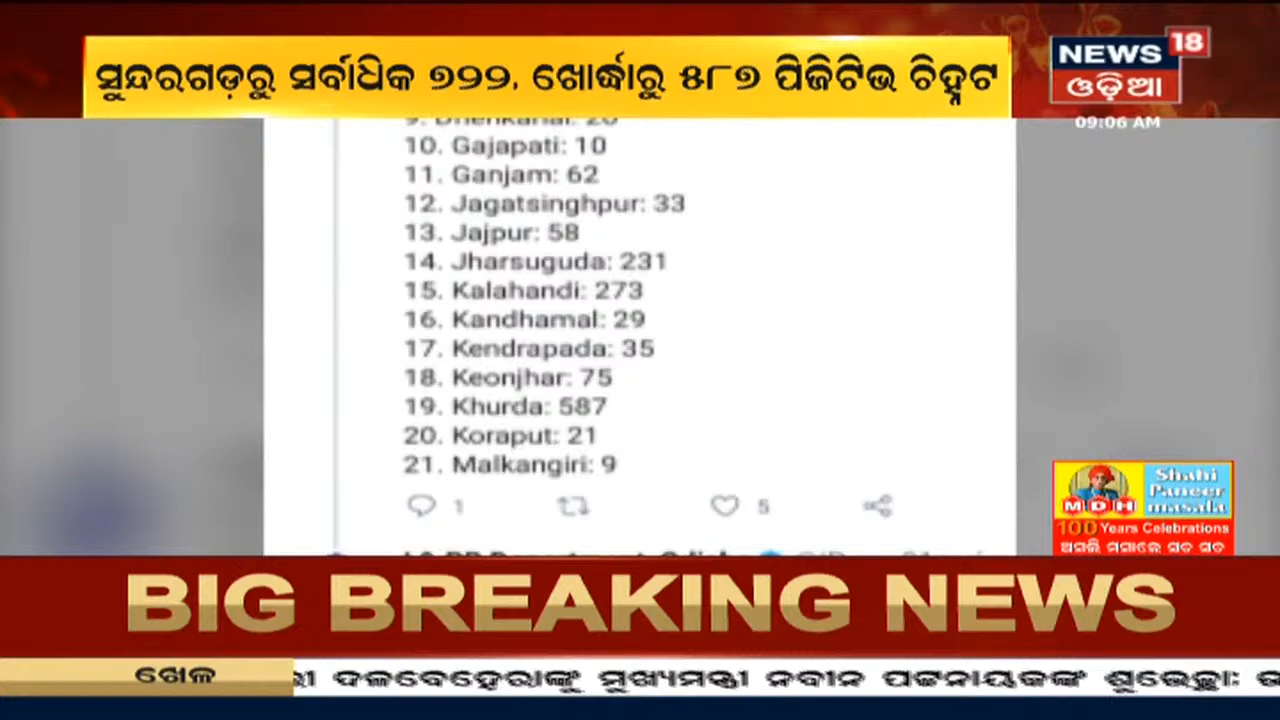 ସୁନ୍ଦରଗଡ଼ରୁ ସର୍ବାଧିକ ୭୨୨, ଖୋର୍ଦ୍ଧାରୁ ୫୮୭ ପିଜିଟିଭ ଚିହ୍ନଟ
NEWS 18
ଓଡ଼ିଆ
09:06 AM
9. Dhenkanal: 20
10. Gajapati: 10
11. Ganjam: 62
12. Jagatsinghpur: 33
13. Jajpur: 58
14. Jharsuguda: 231
15. Kalahandi: 273
16. Kandhamal: 29
17. Kendrapada: 35
18. Keonjhar: 75
19. Khurda: 587
20. Koraput: 21
21. Malkangiri: 9
1 5
Shahi
Paneer
masala
MDH
100 Years Celebrations
BIG BREAKING NEWS
ଖେଳ
ଦଳବେହେରାଙ୍କୁ ମୁଖ୍ୟମନ୍ତ୍ରୀ ନବୀନ ପଟ୍ଟନାୟକଙ୍କ ଶୁଭେଚ୍ଛା: